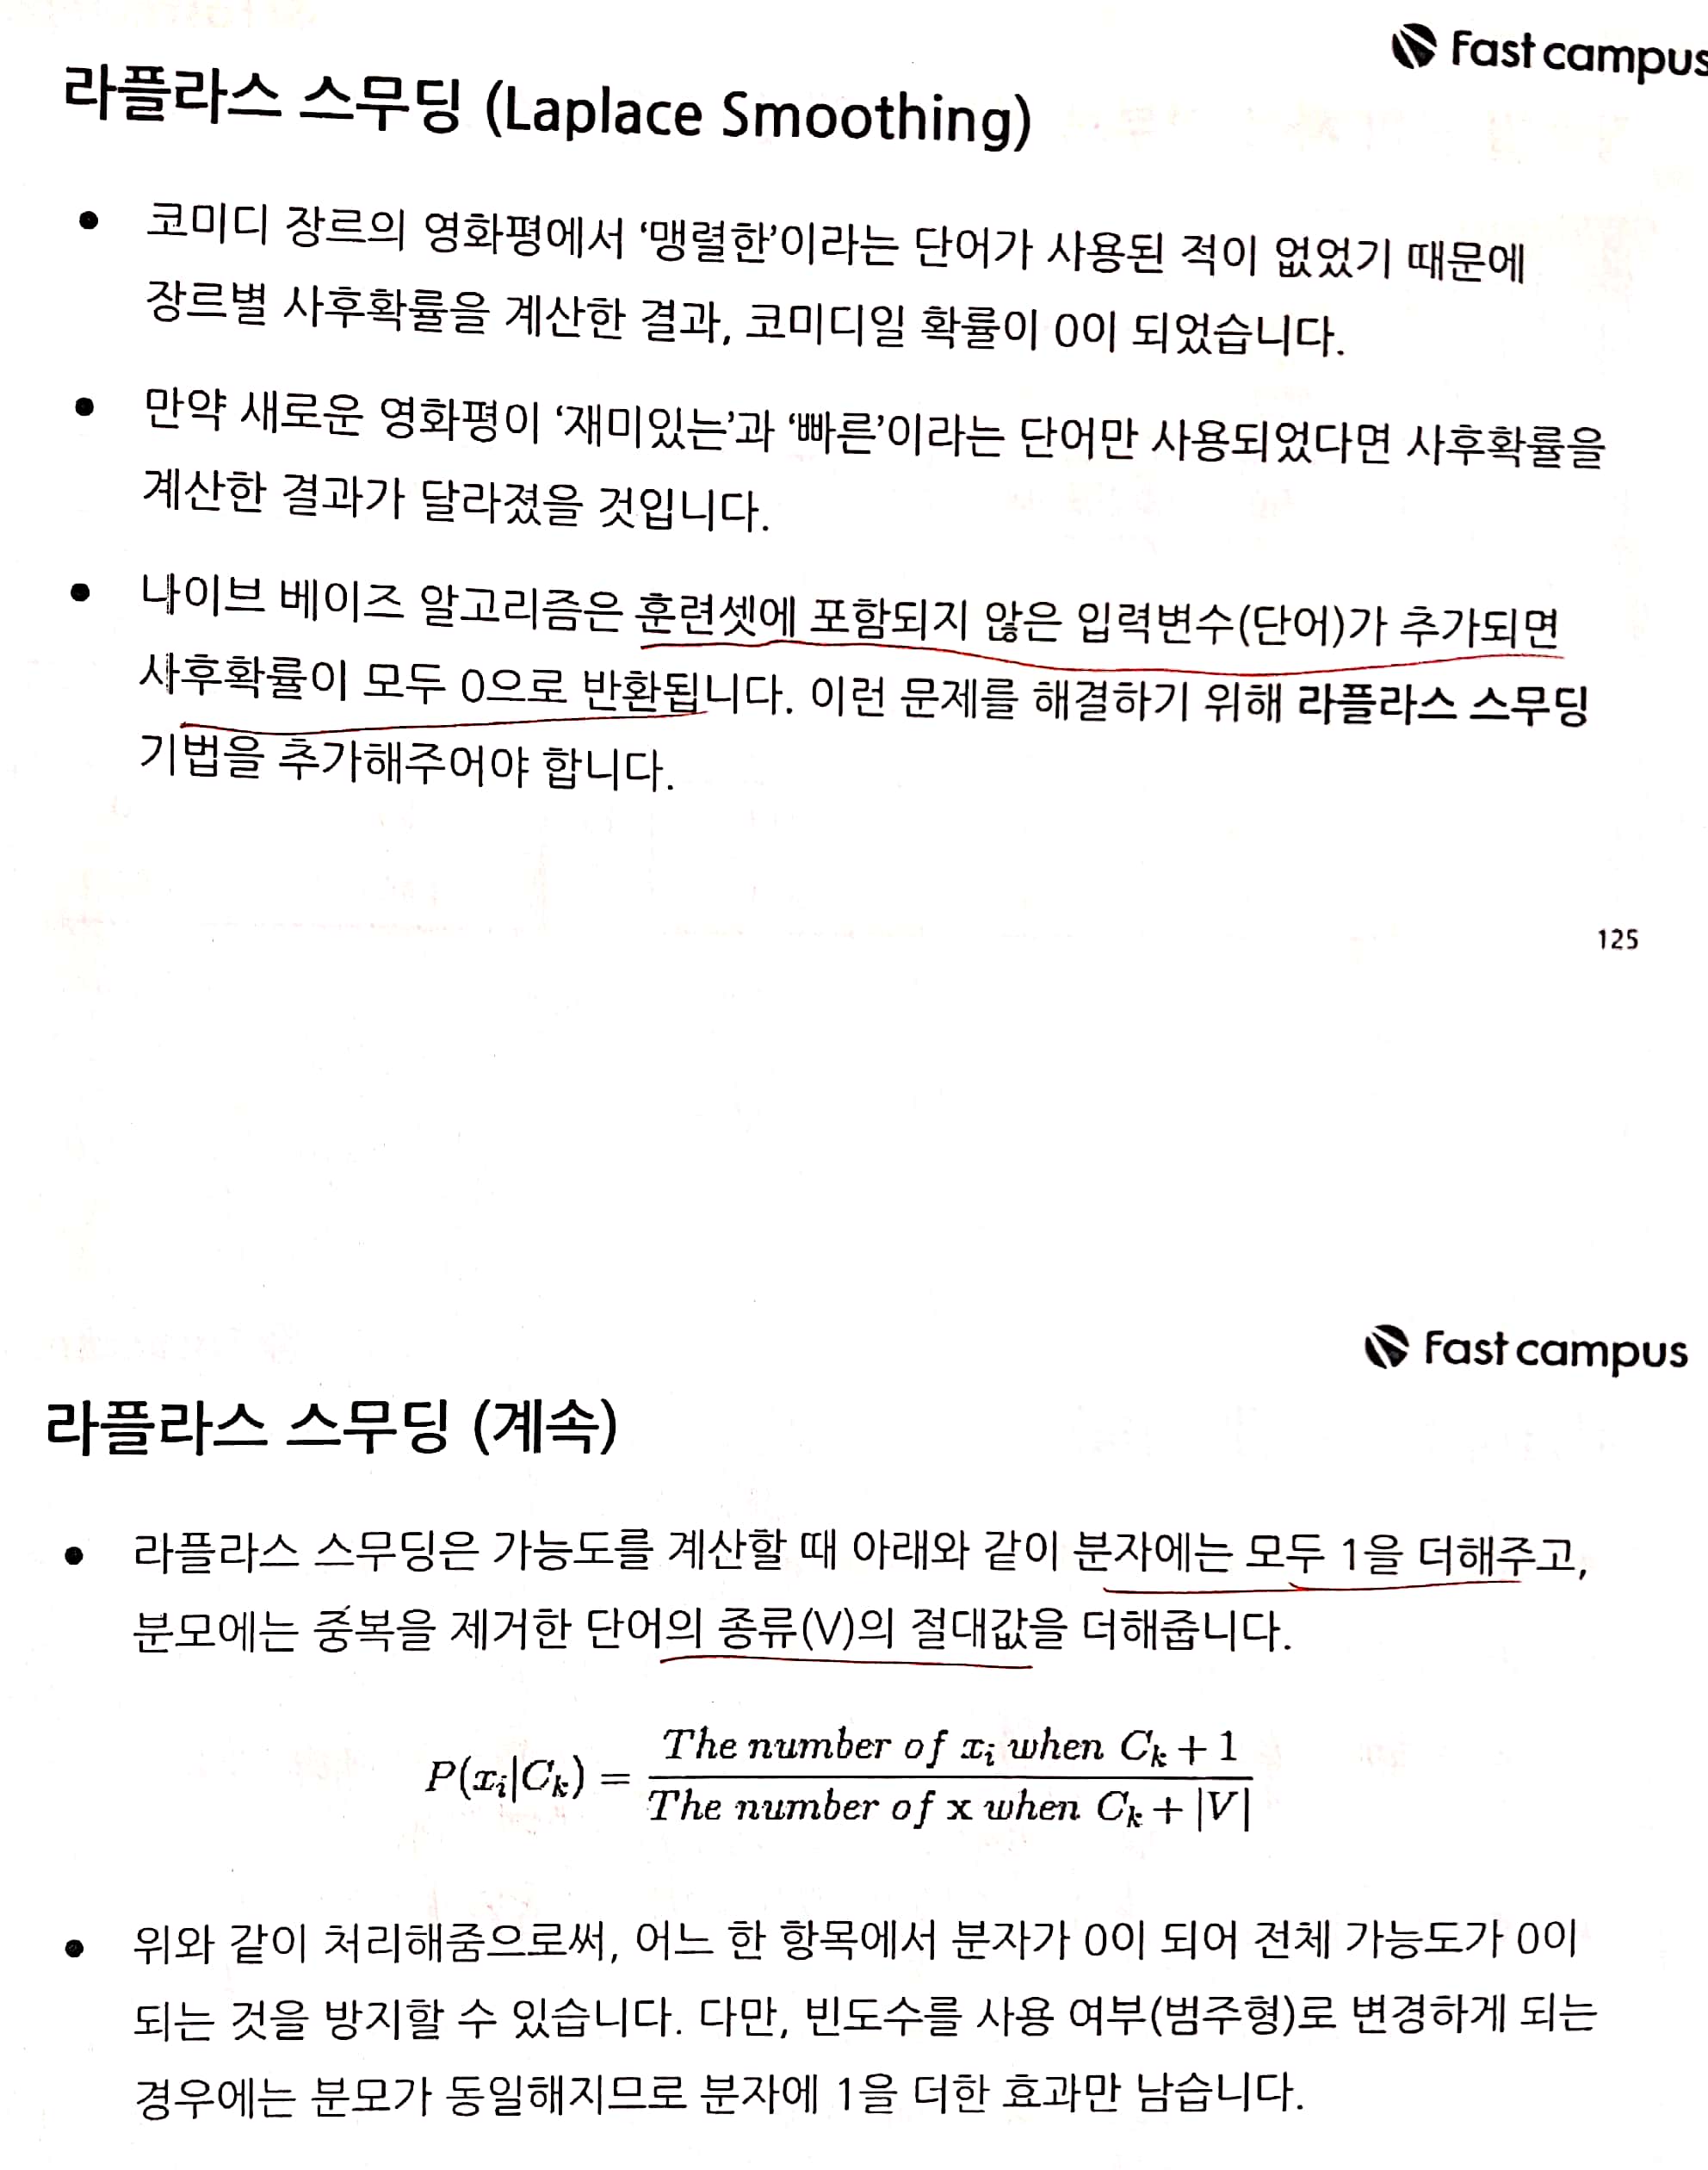 Fast campus
라플라스 스무딩 (Laplace Smoothing)
● 코미디 장르의 영화평에서 ‘맹렬한’이라는 단어가 사용된 적이 없었기 때문에
장르별 사후확률을 계산한 결과, 코미디일 확률이 0이 되었습니다.
● 만약 새로운 영화평이 ‘재미있는’과 ‘빠른’이라는 단어만 사용되었다면 사후확률을
계산한 결과가 달라졌을 것입니다.
● 나이브 베이즈 알고리즘은 훈련셋에 포함되지 않은 입력변수(단어)가 추가되면
사후확률이 모두 0으로 반환됩니다. 이런 문제를 해결하기 위해 라플라스 스무딩
기법을 추가해주어야 합니다.
125
Fast campus
라플라스 스무딩 (계속)
● 라플라스 스무딩은 가능도를 계산할 때 아래와 같이 분자에는 모두 1을 더해주고,
분모에는 중복을 제거한 단어의 종류(V)의 절대값을 더해줍니다.
P(x_i|C_k) = \frac{The number of x_i when C_k + 1}{The number of x when C_k + |V|}
● 위와 같이 처리해줌으로써, 어느 한 항목에서 분자가 0이 되어 전체 가능도가 0이
되는 것을 방지할 수 있습니다. 다만, 빈도수를 사용 여부(범주형)로 변경하게 되는
경우에는 분모가 동일해지므로 분자에 1을 더한 효과만 남습니다.